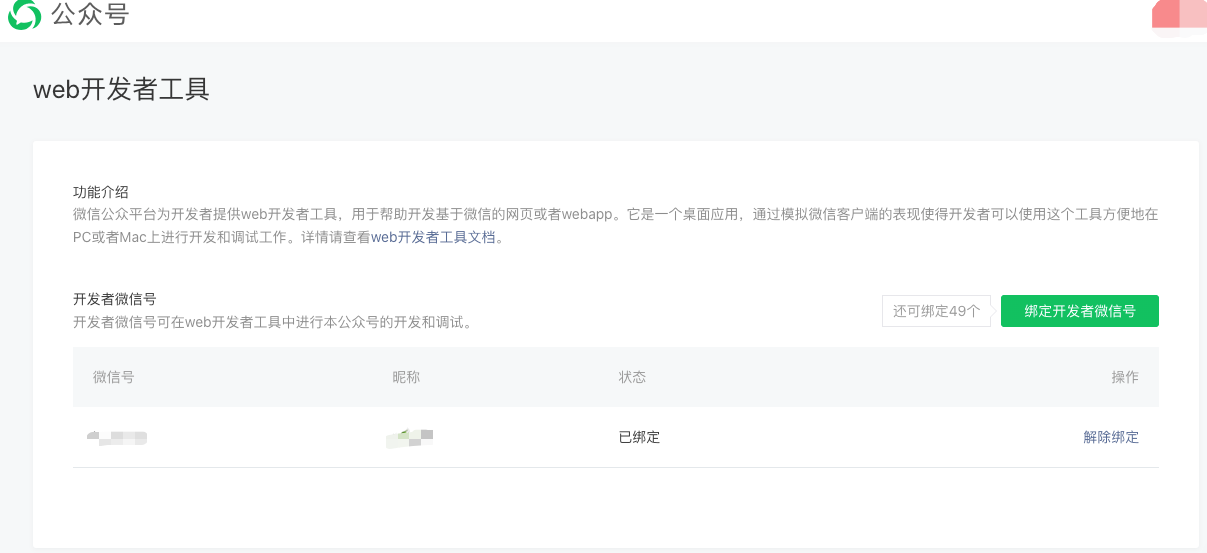 公众号
web开发者工具
功能介绍
微信公众平台为开发者提供web开发者工具，用于帮助开发基于微信的网页或者webapp。它是一个桌面应用，通过模拟微信客户端的表现使得开发者可以使用这个工具方便地在
PC或者Mac上进行开发和调试工作。详情请查看web开发者工具文档。
开发者微信号
开发者微信号可在web开发者工具中进行本公众号的开发和调试。
还可绑定49个 绑定开发者微信号
微信号 昵称 状态 操作
已绑定 解除绑定